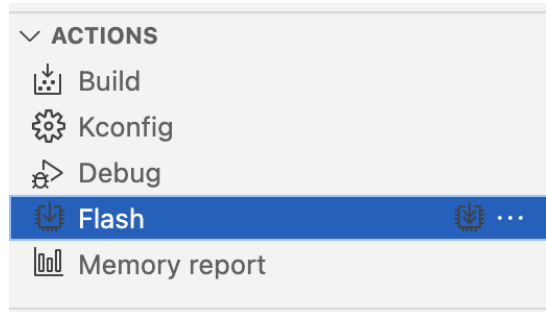 ACTIONS
Build
Kconfig
Debug
Flash
Memory report